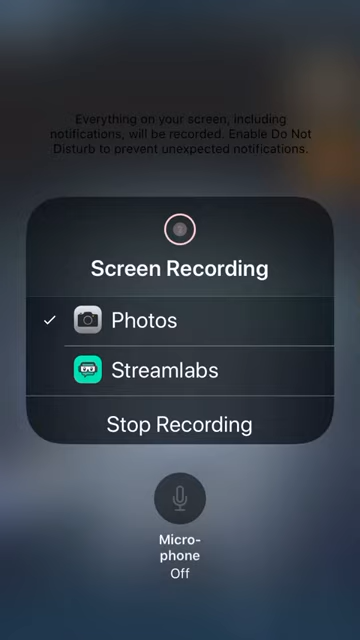 Everything on your screen, including
notifications, will be recorded. Enable Do Not
Disturb to prevent unexpected notifications.
Screen Recording
Photos
Streamlabs
Stop Recording
Micro-
phone
Off